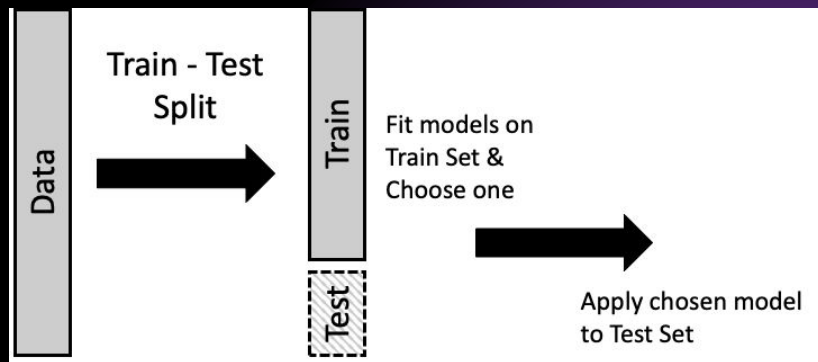 Data
Train - Test
Split
Train
Test
Fit models on
Train Set &
Choose one
Apply chosen model
to Test Set